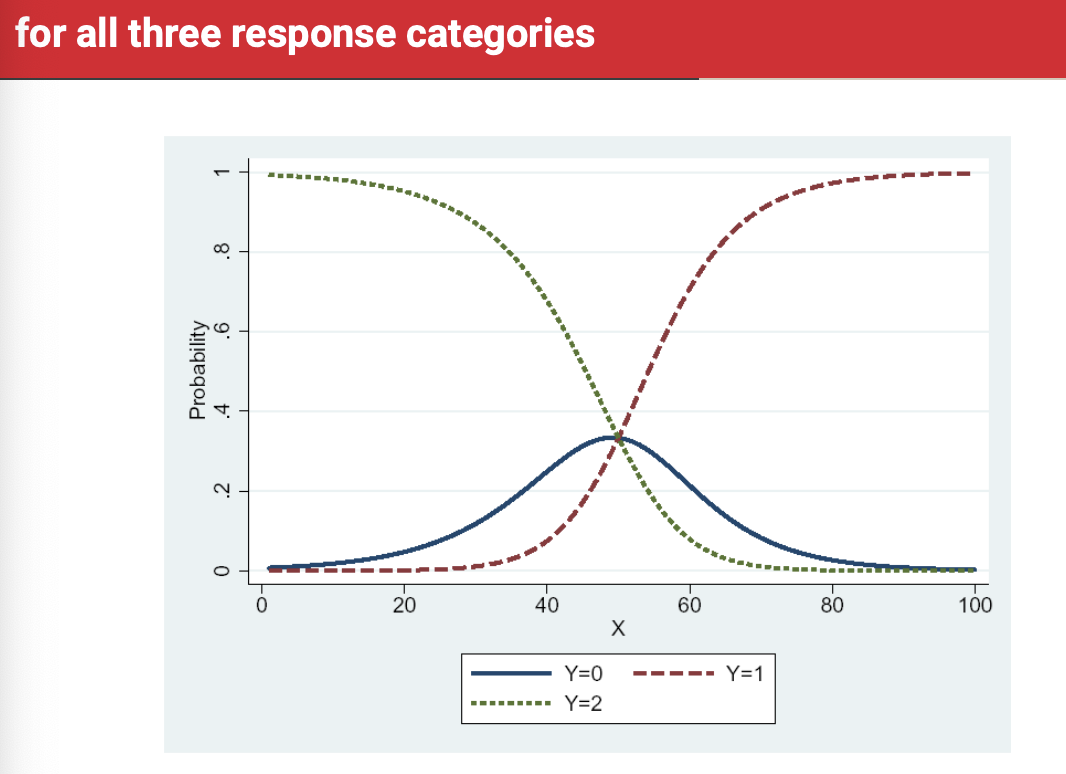 for all three response categories
1
.8
.6
.4
.2
0
Probability
0 20 40 60 80 100
X
Y=0 Y=1
Y=2